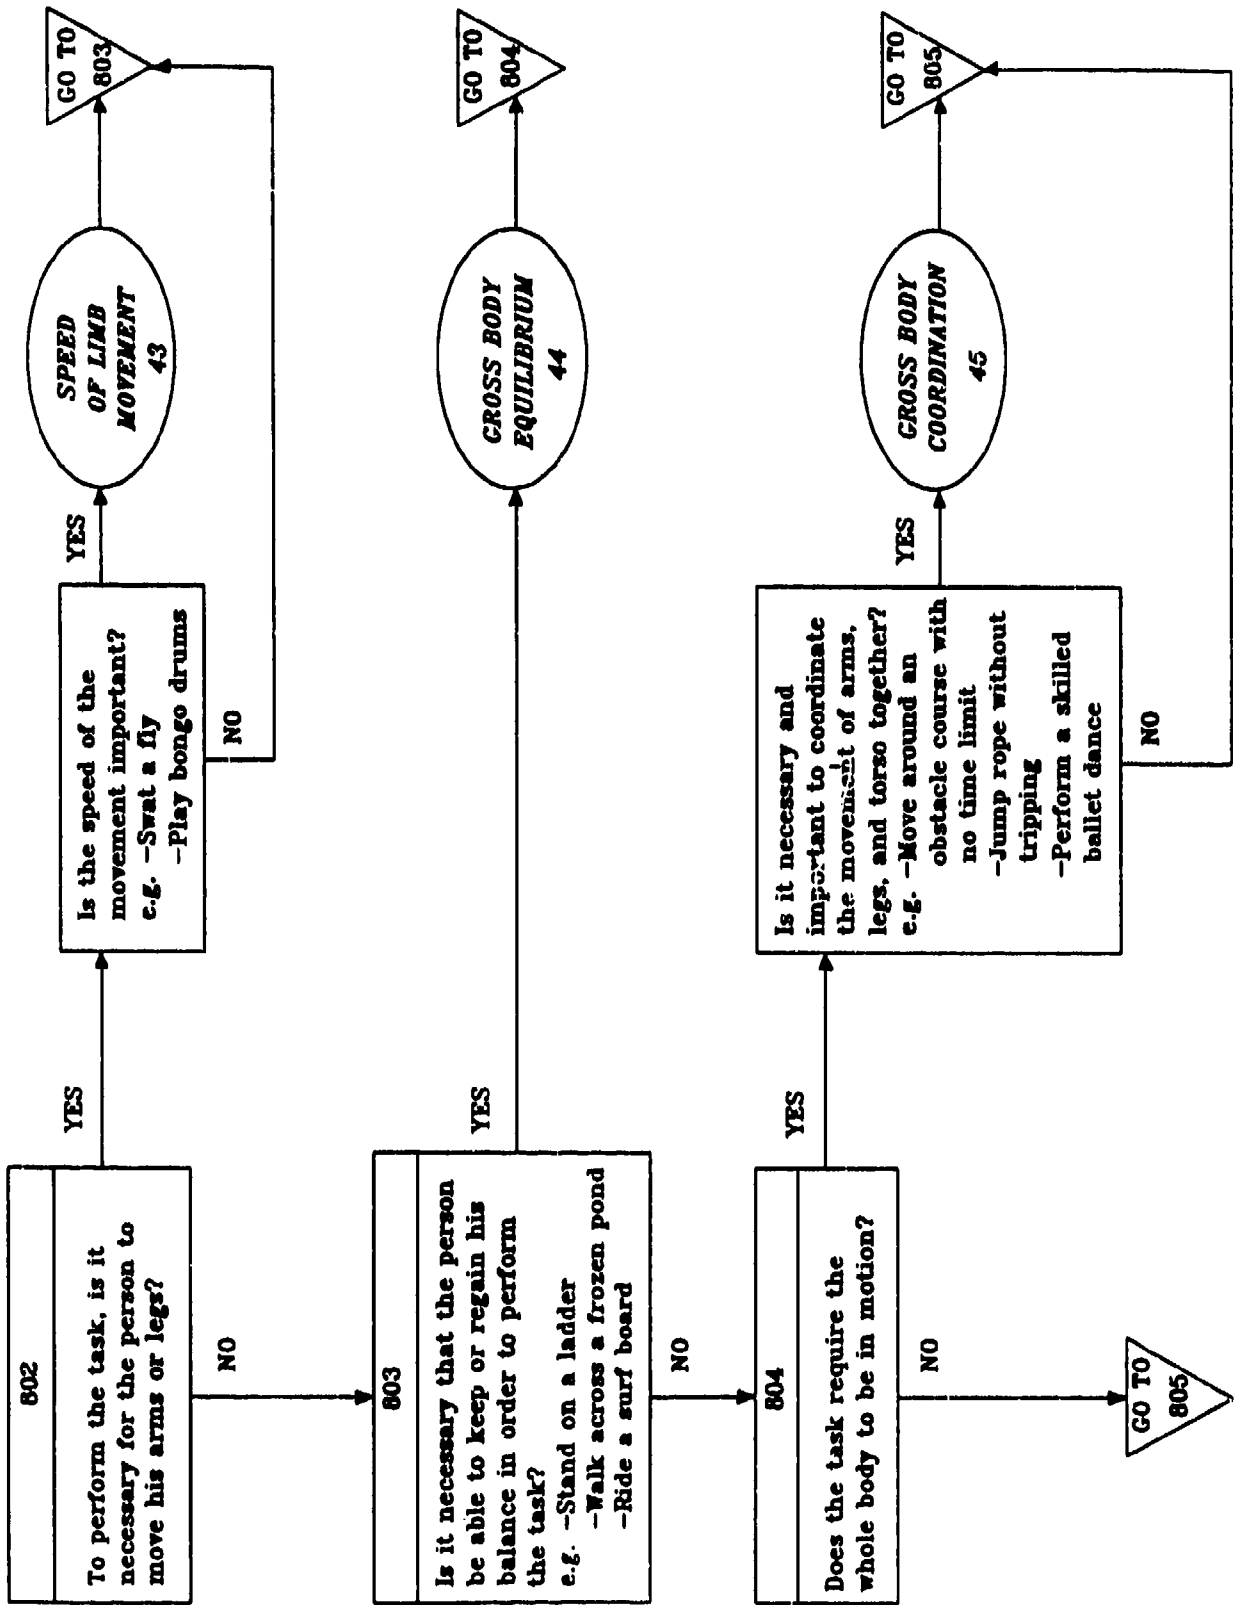 802
To perform the task, is it
necessary for the person to
move his arms or legs?
YES
NO
Is the speed of the
movement important?
e.g. -Swat a fly
-Play bongo drums
YES
NO
SPEED
OF LIMB
MOVEMENT
43
GO TO
803
803
Is it necessary that the person
be able to keep or regain his
balance in order to perform
the task?
e.g. -Stand on a ladder
-Walk across a frozen pond
-Ride a surf board
YES
NO
GROSS BODY
EQUILIBRIUM
44
GO TO
804
804
Does the task require the
whole body to be in motion?
YES
NO
Is it necessary and
important to coordinate
the movement of arms,
legs, and torso together?
e.g. -Move around an
obstacle course with
no time limit
-Jump rope without
tripping
-Perform a skilled
ballet dance
YES
NO
GROSS BODY
COORDINATION
45
GO TO
805
GO TO
805